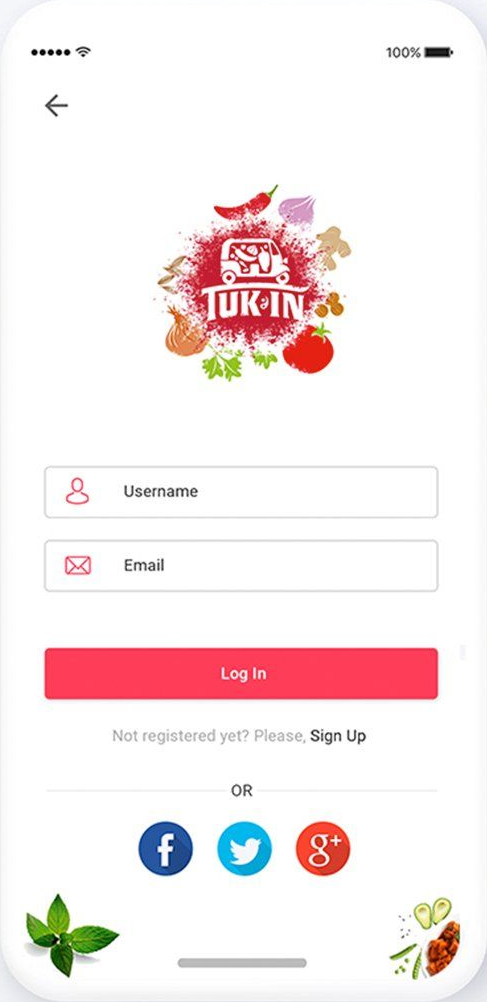 100%
TUK IN
Username
Email
Log In
Not registered yet? Please, Sign Up
OR
f
g+